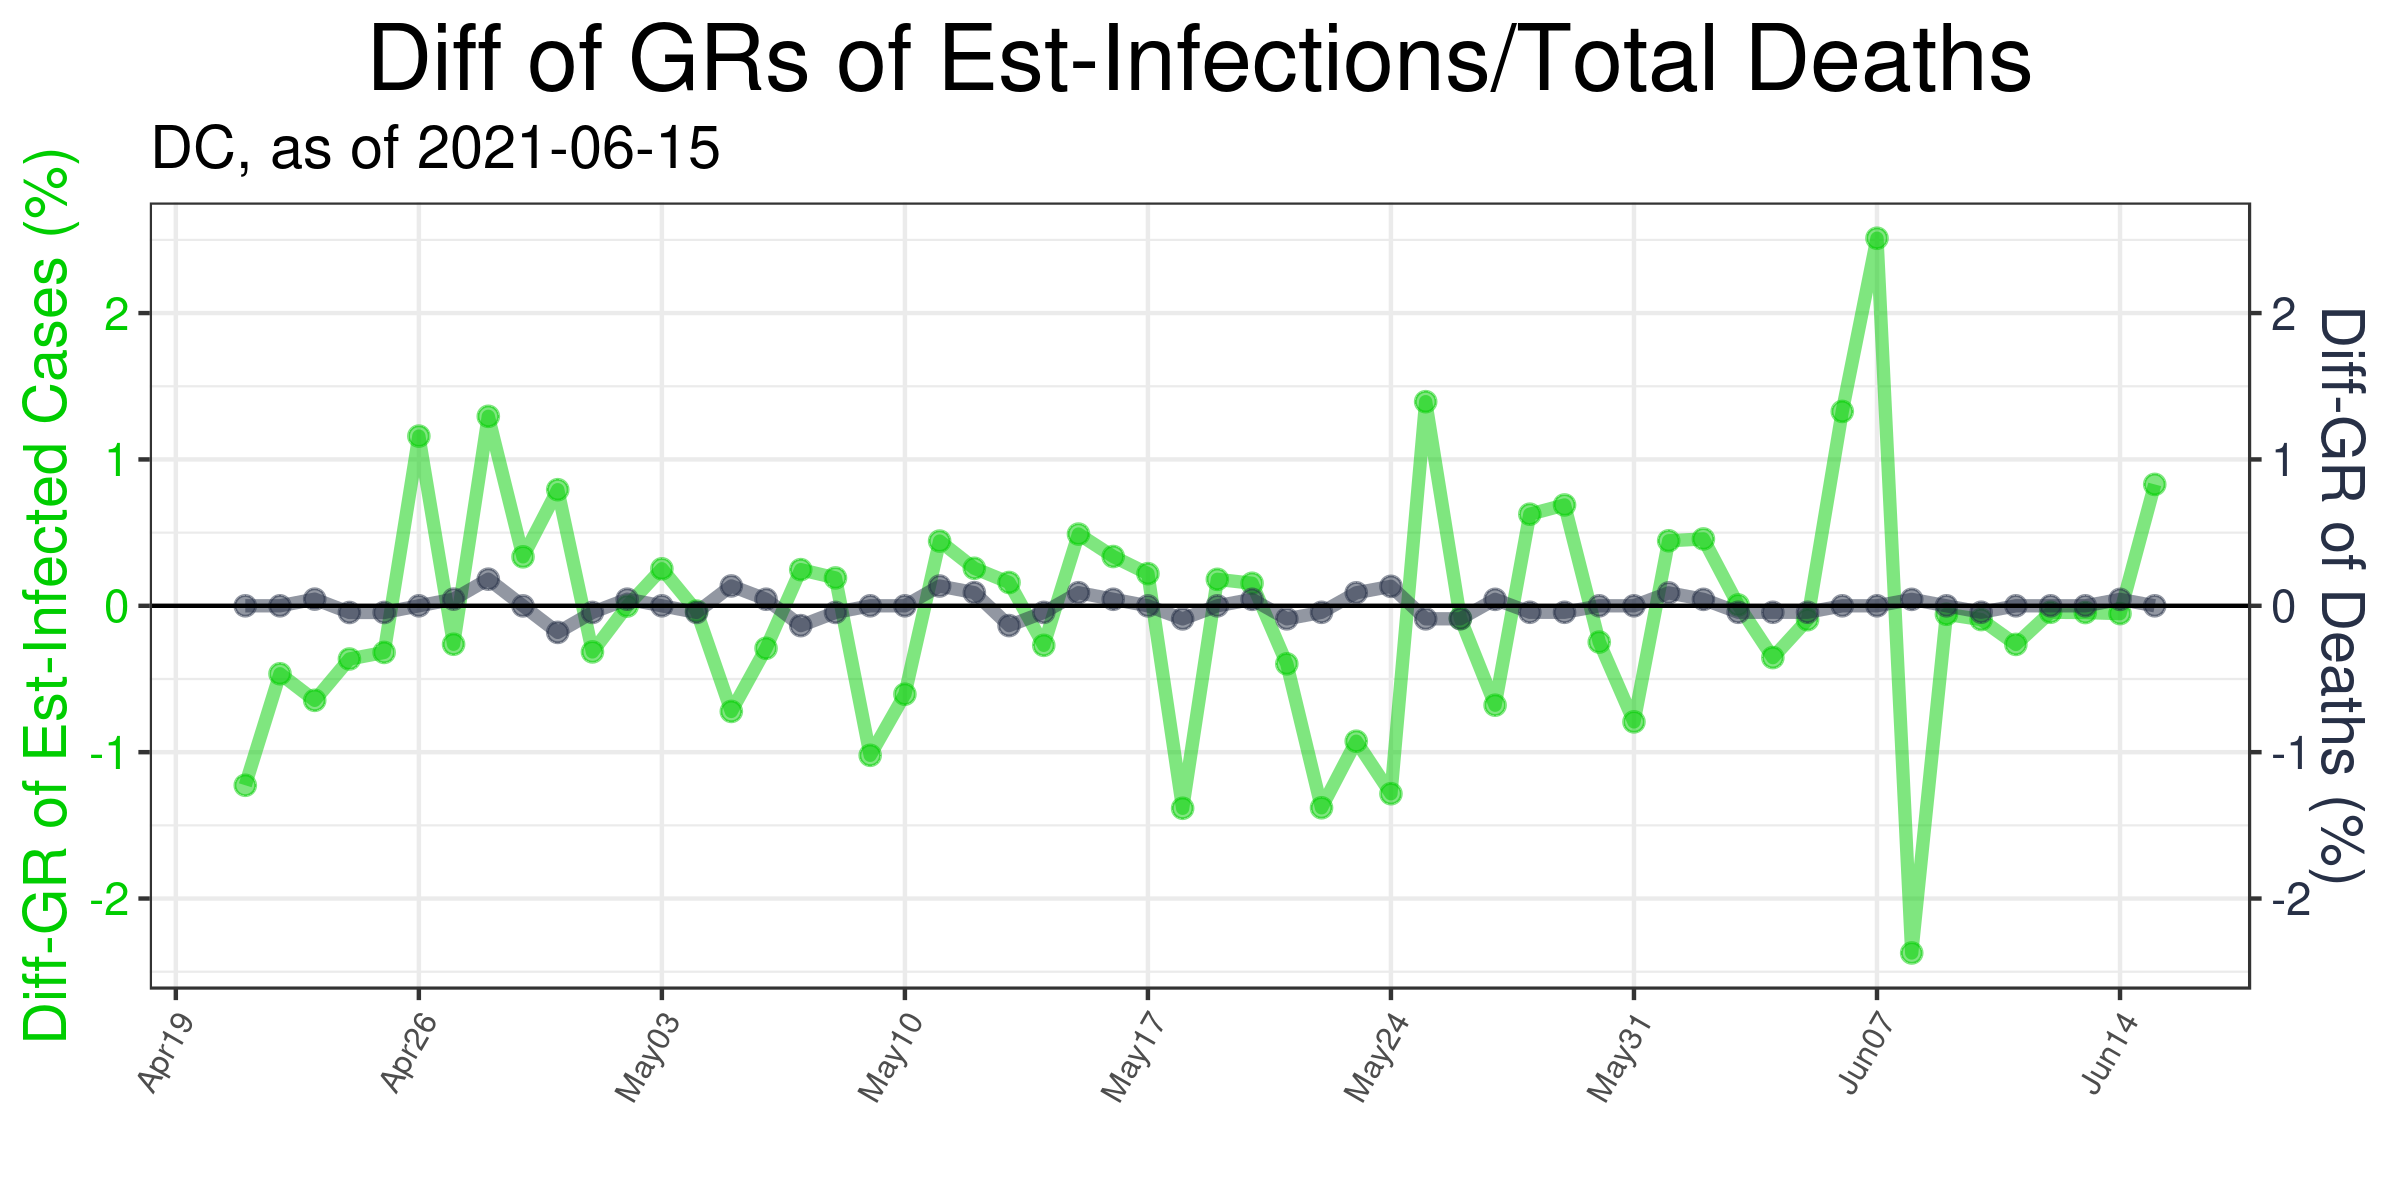 Diff of GRs of Est-Infections/Total Deaths
DC, as of 2021-06-15
Diff-GR of Est-Infected Cases (%)
2
1
0
-1
-2
2
1
0
-1
-2
Diff-GR of Deaths (%)
Apr19
Apr26
May03
May10
May17
May24
May31
Jun07
Jun14